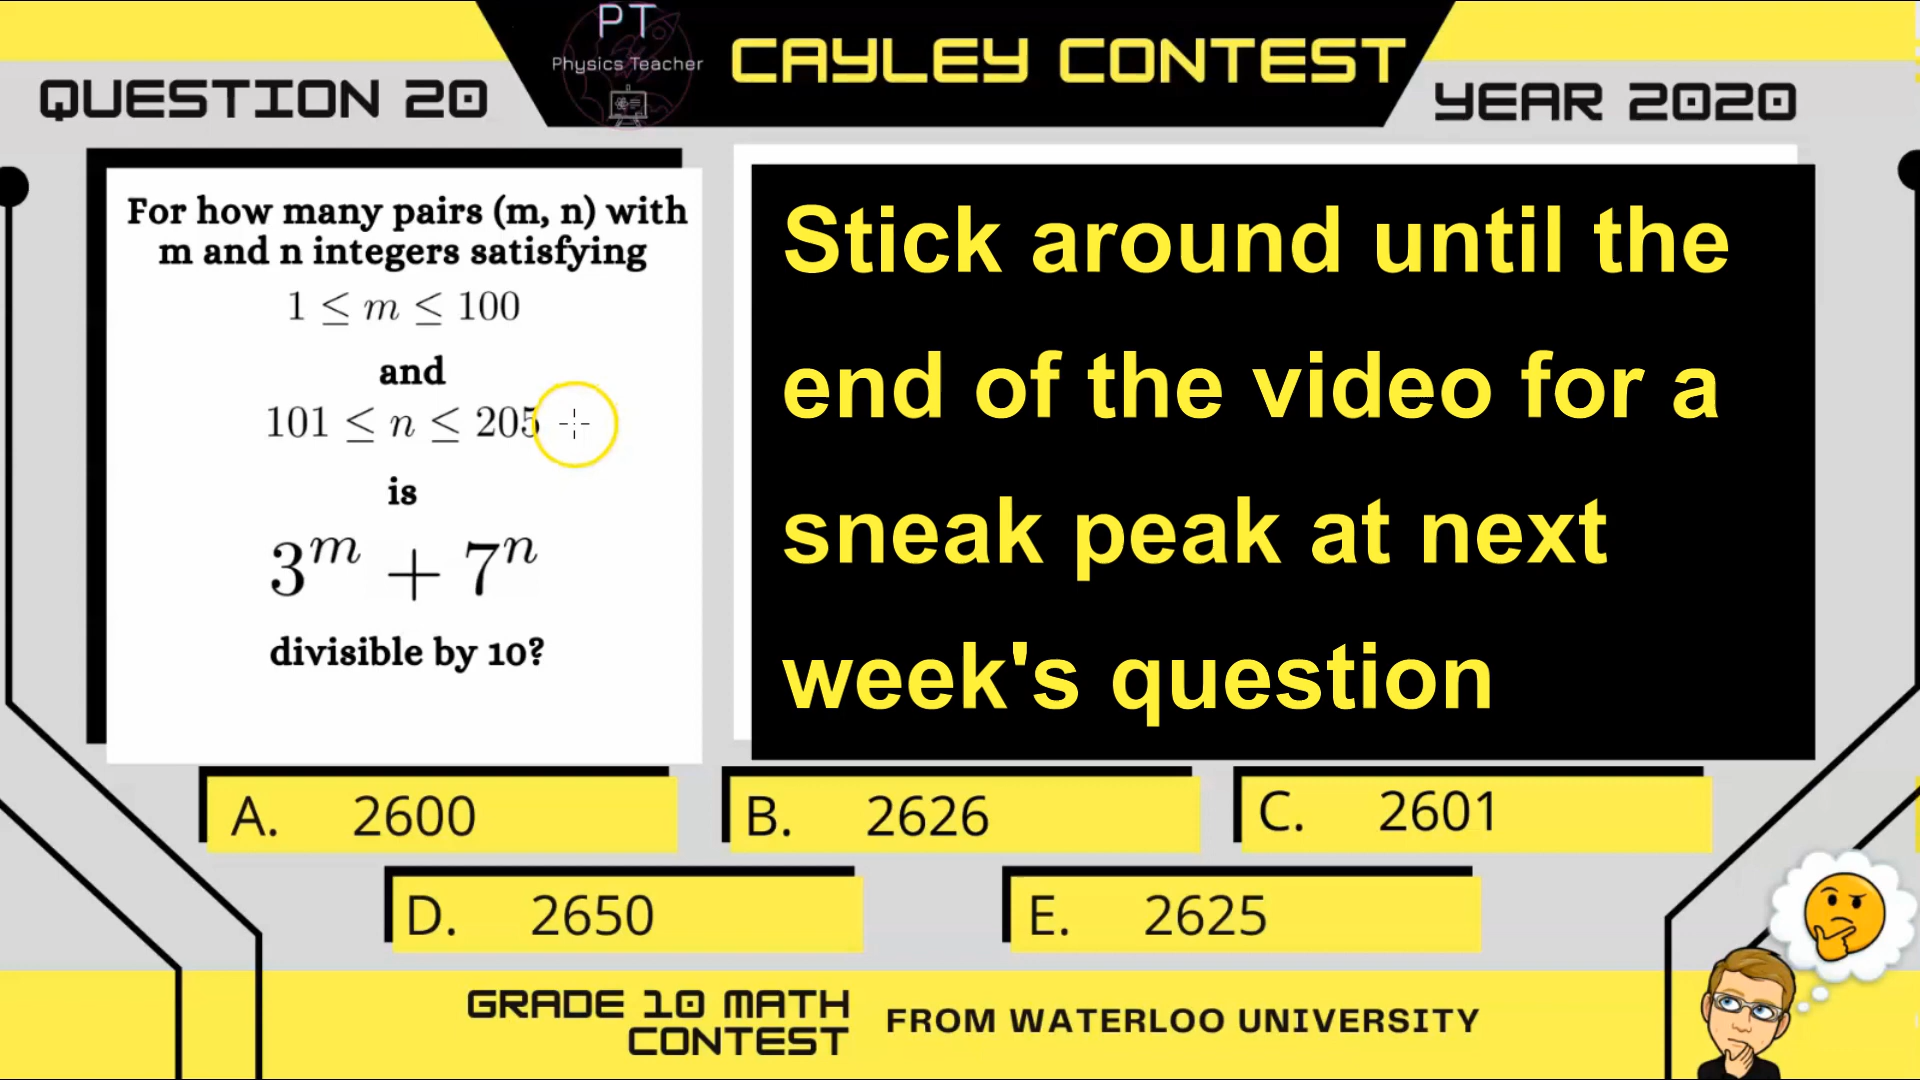 PT
Physics Teacher
CAYLEY CONTEST
QUESTION 20
YEAR 2020
For how many pairs (m, n) with
m and n integers satisfying
1 ≤ m ≤ 100
and
101 ≤ n ≤ 205
is
3^m + 7^n
divisible by 10?
Stick around until the
end of the video for a
sneak peak at next
week's question
A. 2600
B. 2626
C. 2601
D. 2650
E. 2625
GRADE 10 MATH
CONTEST
FROM WATERLOO UNIVERSITY